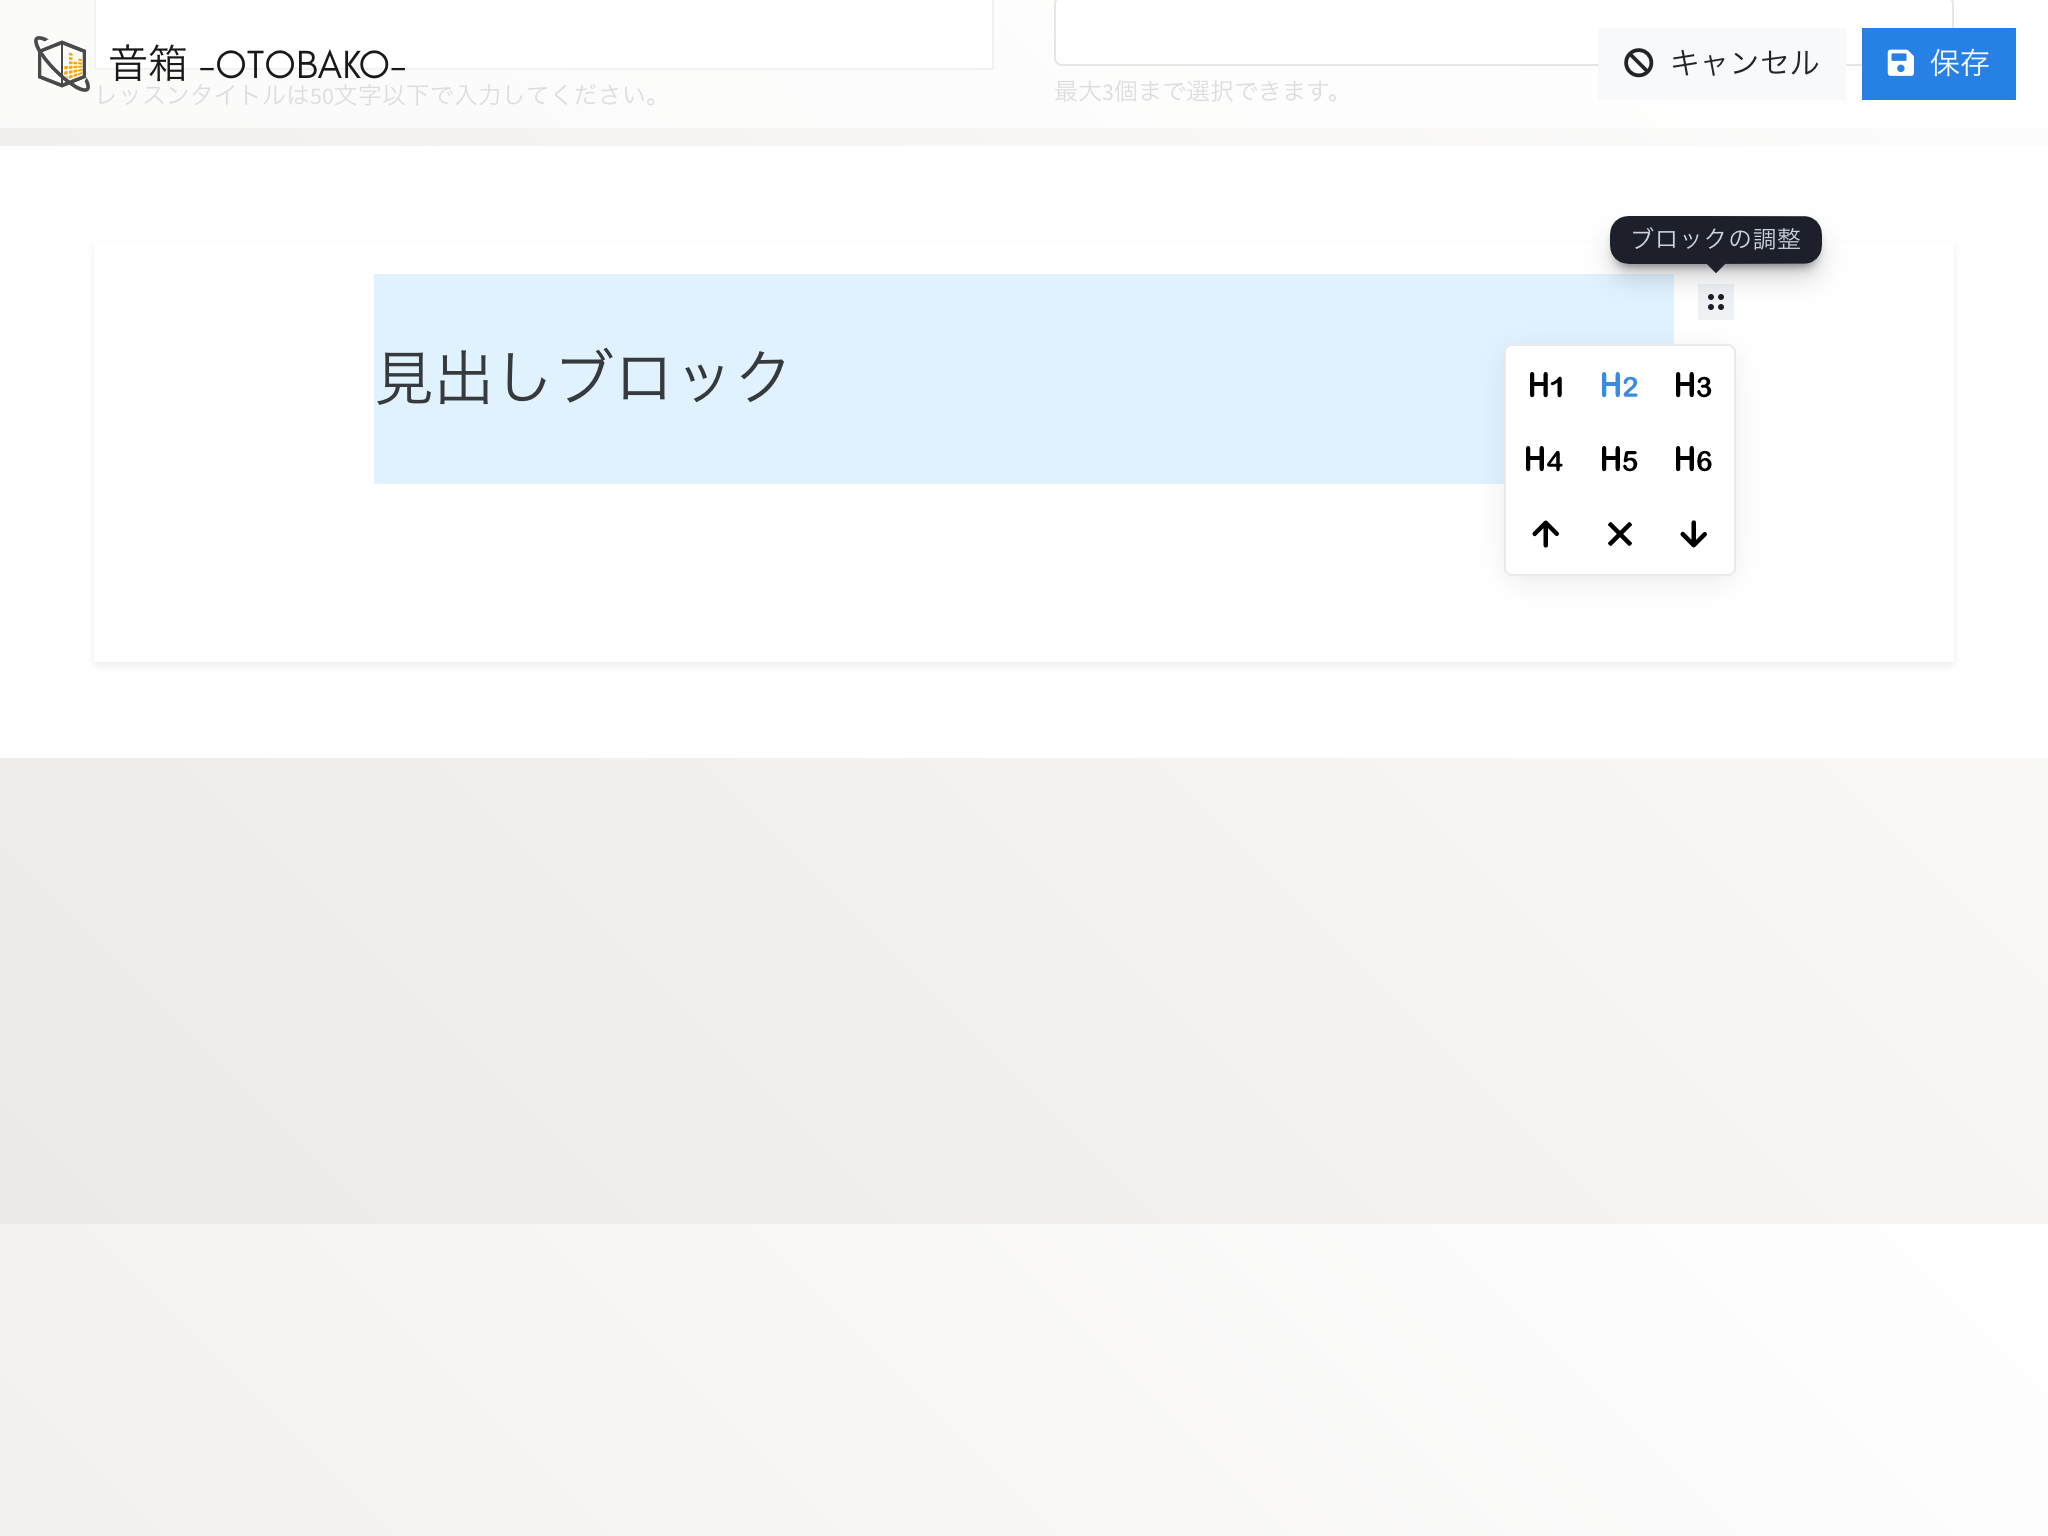 音箱 -OTOBAKO-
キャンセル
保存
レッスンタイトルは50文字以下で入力してください。
最大3個まで選択できます。
ブロックの調整
見出しブロック
H1 H2 H3
H4 H5 H6